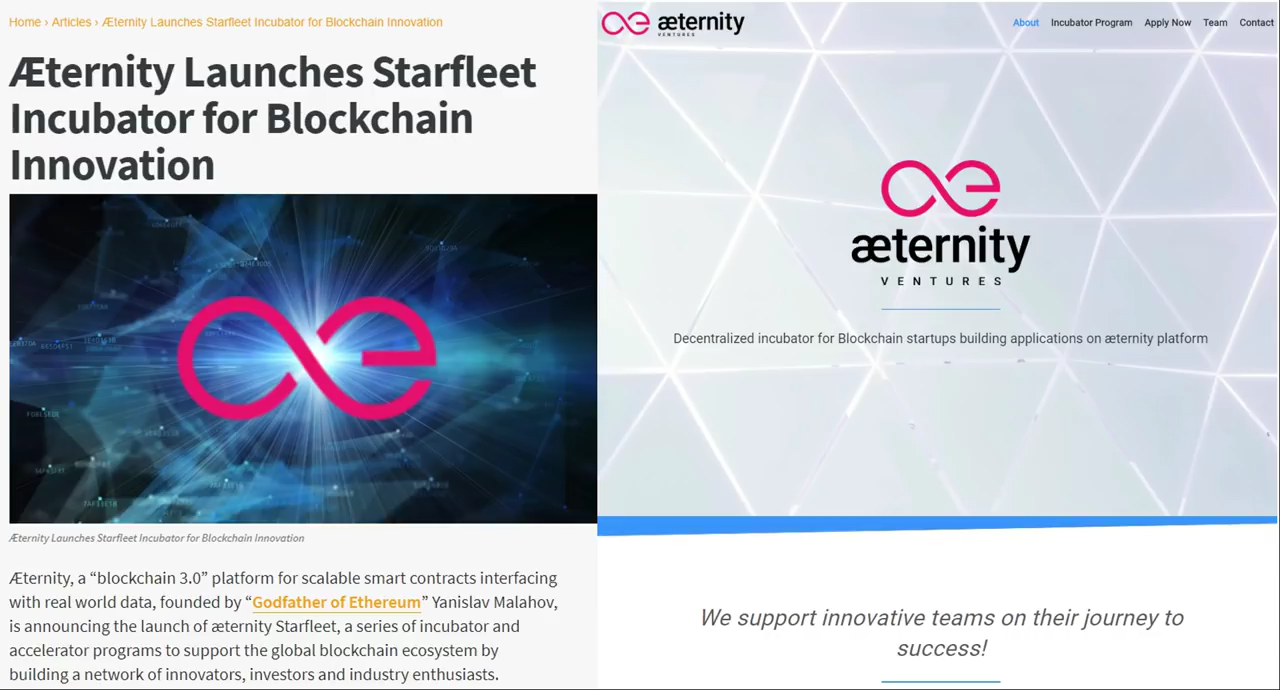 Home › Articles › Æternity Launches Starfleet Incubator for Blockchain Innovation
Æternity Launches Starfleet
Incubator for Blockchain
Innovation
Æternity Launches Starfleet Incubator for Blockchain Innovation
Æternity, a “blockchain 3.0” platform for scalable smart contracts interfacing
with real world data, founded by “Godfather of Ethereum” Yanislav Malahov,
is announcing the launch of æternity Starfleet, a series of incubator and
accelerator programs to support the global blockchain ecosystem by
building a network of innovators, investors and industry enthusiasts.
æternity
VENTURES
About Incubator Program Apply Now Team Contact
æternity
VENTURES
Decentralized incubator for Blockchain startups building applications on æternity platform
We support innovative teams on their journey to
success!